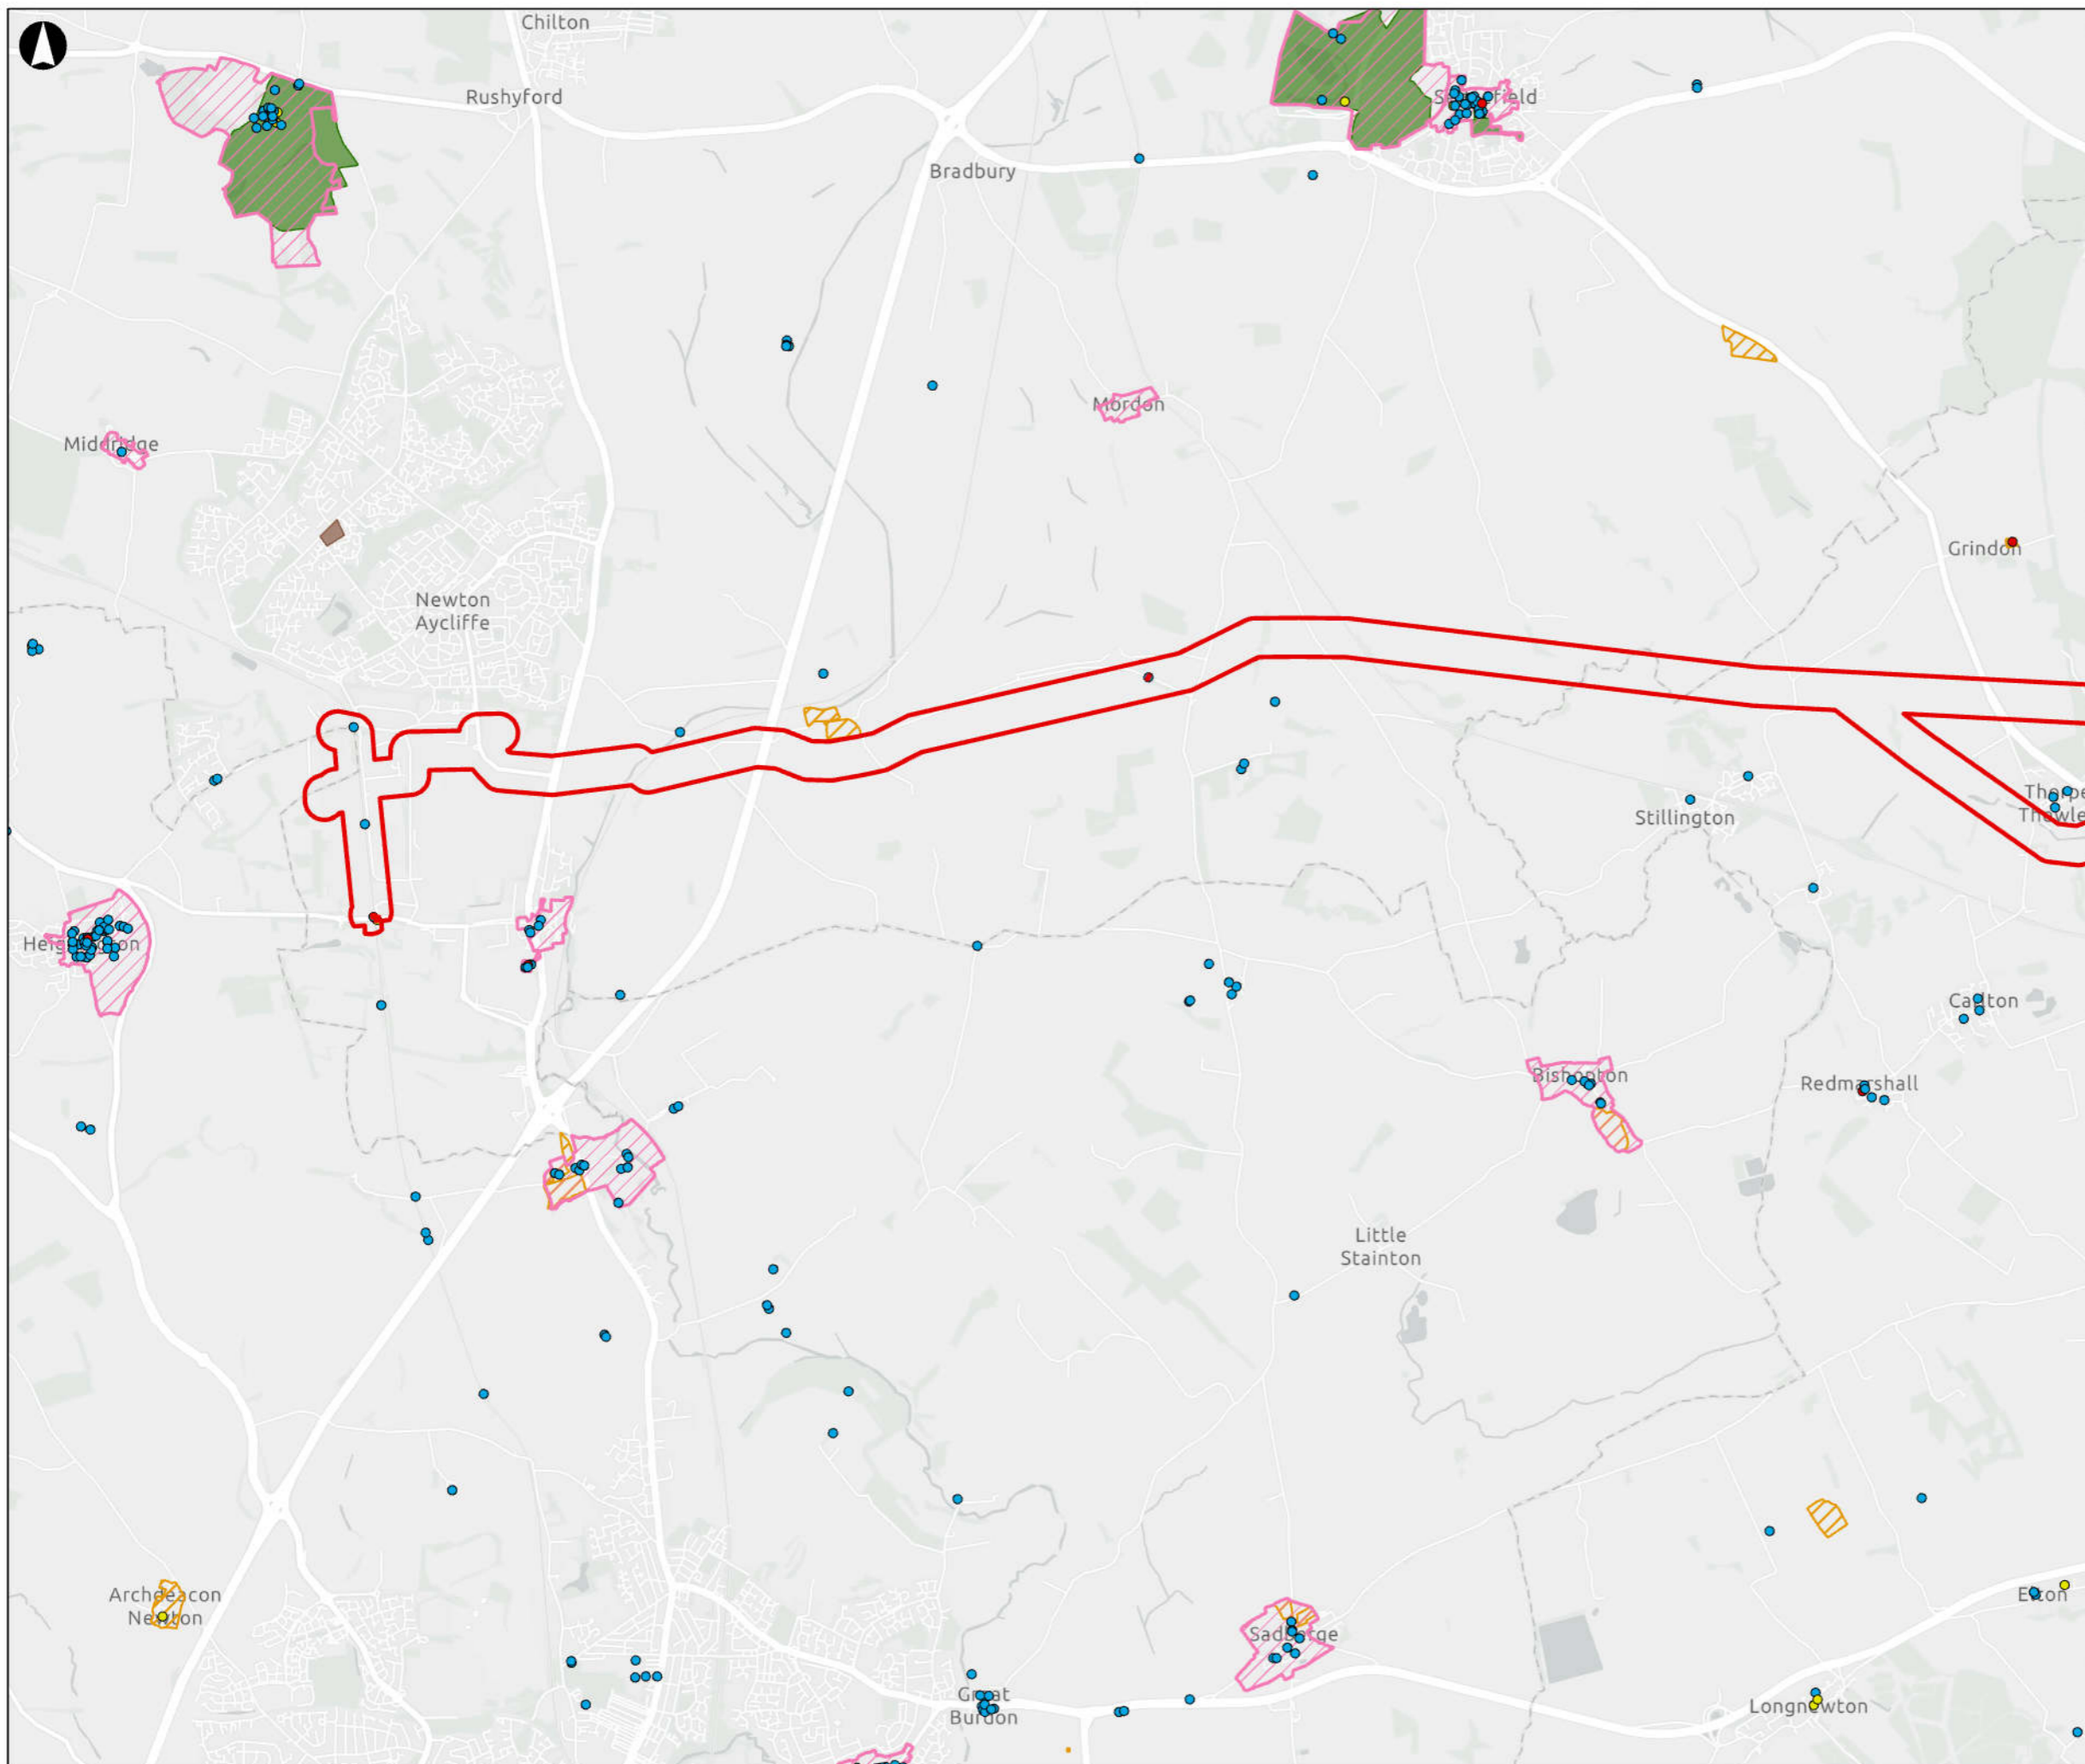 Chilton
Rushyford
Bradbury
Mordon
Middridge
Newton
Aycliffe
Grindon
Stillington
Carlton
Bishopton
Redmarshall
Little
Stainton
Archdeacon
Newton
Sadberge
Elton
Great
Burdon
Longnewton